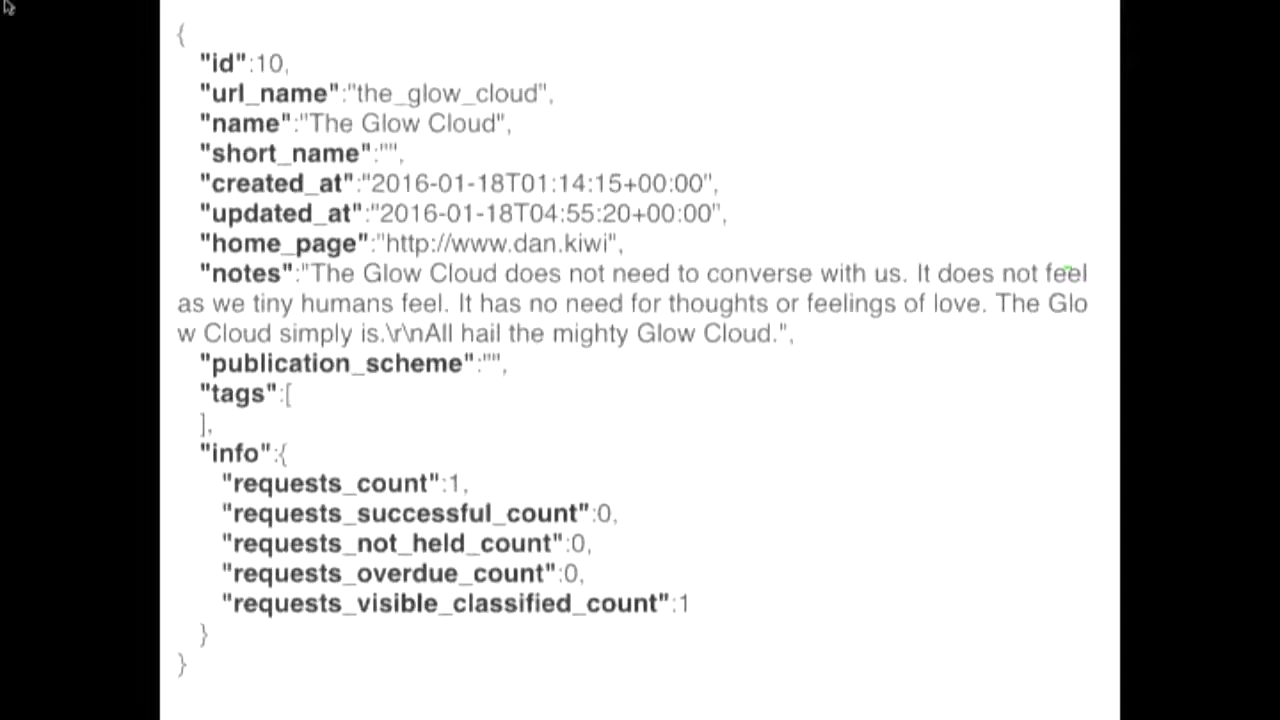 {
"id":10,
"url_name":"the_glow_cloud",
"name":"The Glow Cloud",
"short_name":"",
"created_at":"2016-01-18T01:14:15+00:00",
"updated_at":"2016-01-18T04:55:20+00:00",
"home_page":"http://www.dan.kiwi",
"notes":"The Glow Cloud does not need to converse with us. It does not feel
as we tiny humans feel. It has no need for thoughts or feelings of love. The Glo
w Cloud simply is.\r\nAll hail the mighty Glow Cloud.",
"publication_scheme":"",
"tags":[
],
"info":{
"requests_count":1,
"requests_successful_count":0,
"requests_not_held_count":0,
"requests_overdue_count":0,
"requests_visible_classified_count":1
}
}